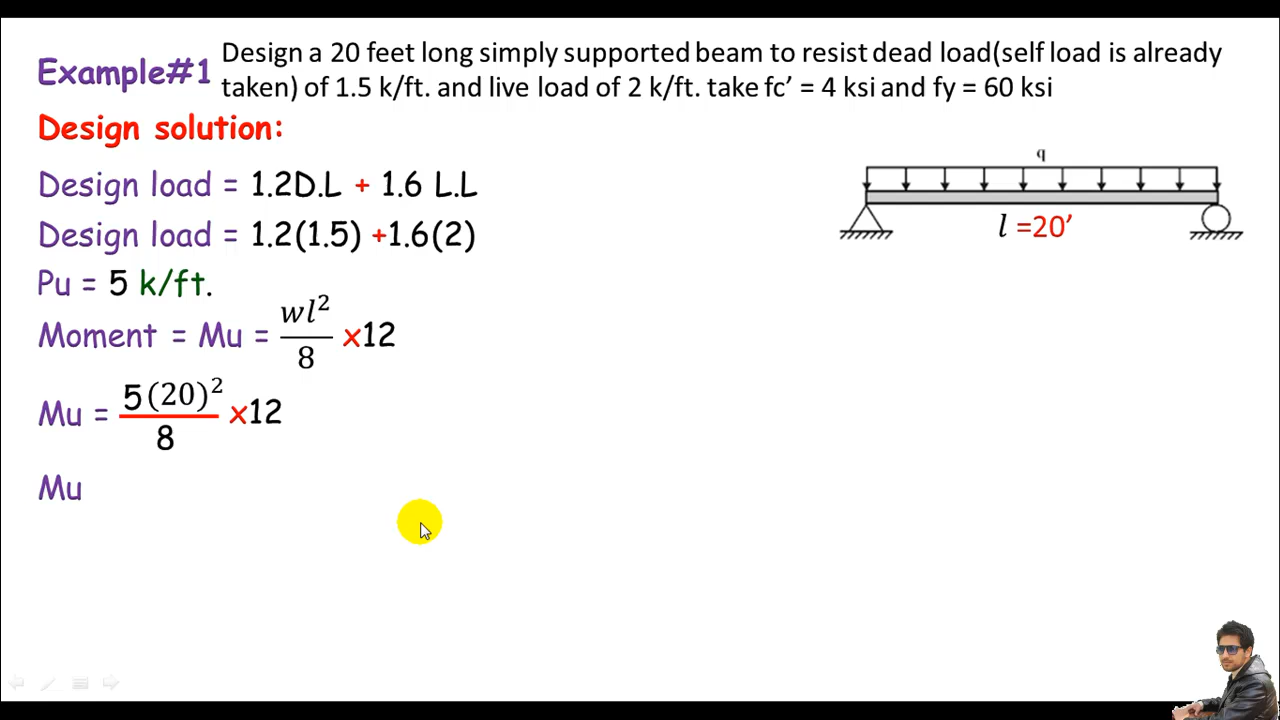 Example#1 Design a 20 feet long simply supported beam to resist dead load(self load is already
taken) of 1.5 k/ft. and live load of 2 k/ft. take fc’ = 4 ksi and fy = 60 ksi
Design solution:
Design load = 1.2D.L + 1.6 L.L
Design load = 1.2(1.5) +1.6(2)
Pu = 5 k/ft.
Moment = Mu = wl²/8 x12
Mu = 5(20)²/8 x12
Mu
q
l =20’